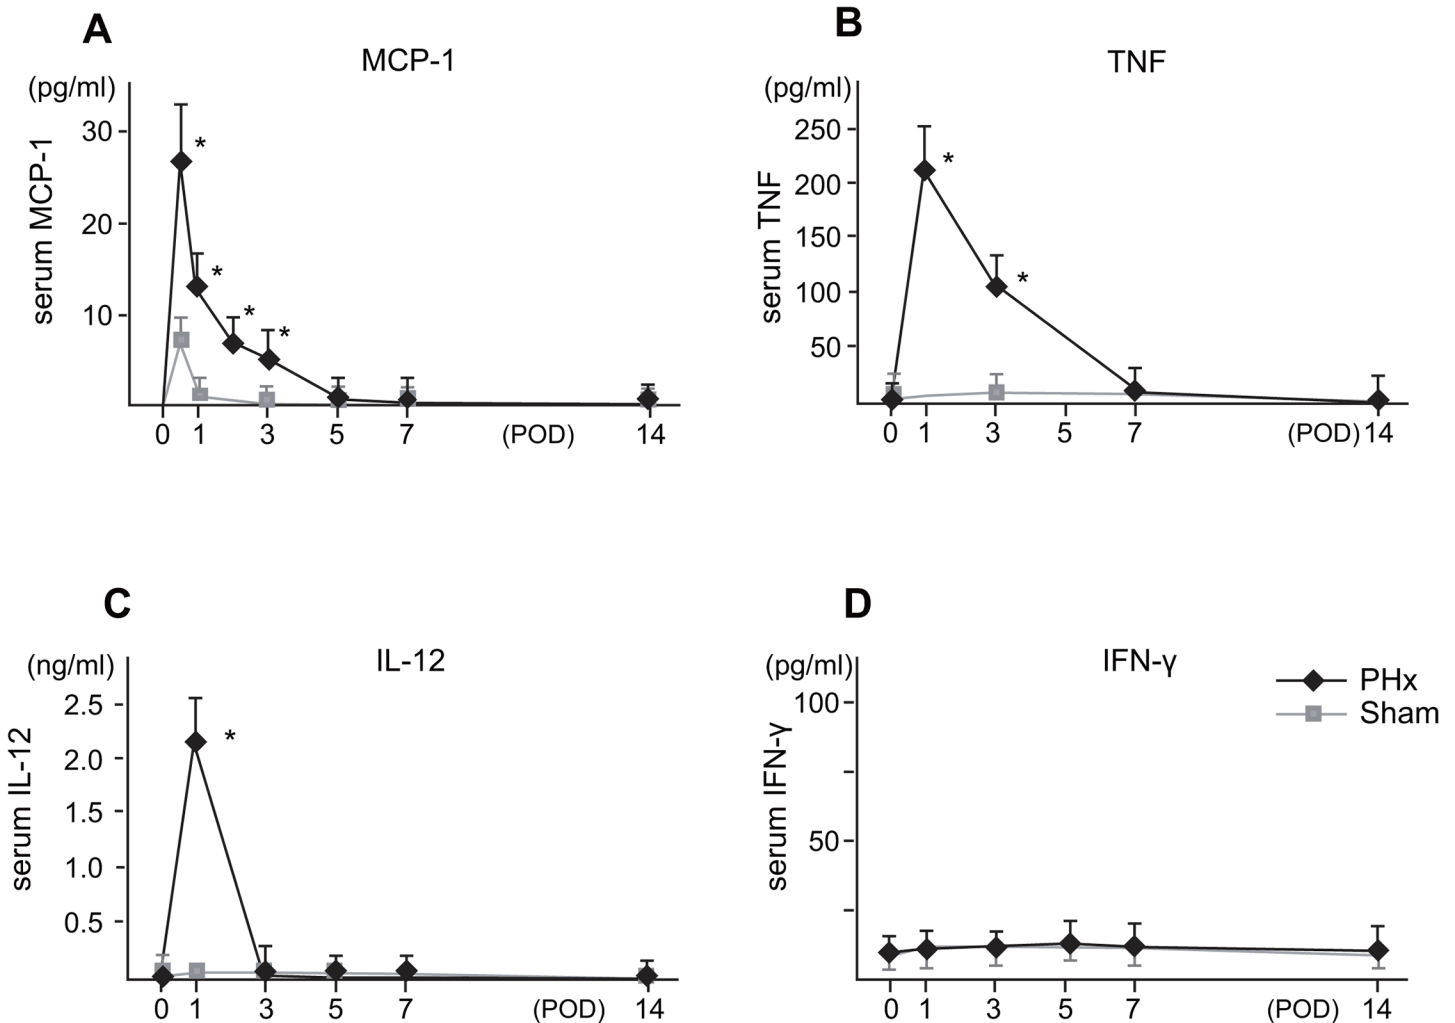 A
MCP-1
(pg/ml)
serum MCP-1
30
20
10
*
*
*
*
0 1 3 5 7 (POD) 14
B
TNF
(pg/ml)
serum TNF
250
200
150
100
50
*
*
0 1 3 5 7 (POD) 14
C
IL-12
(ng/ml)
serum IL-12
2.5
2.0
1.5
1.0
0.5
*
0 1 3 5 7 (POD) 14
D
IFN-γ
(pg/ml)
serum IFN-γ
100
50
PHx
Sham
0 1 3 5 7 (POD) 14